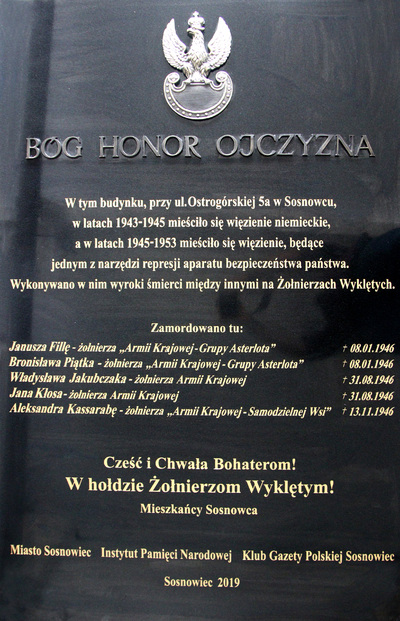 BÓG HONOR OJCZYZNA
W tym budynku, przy ul.Ostrogórskiej 5a w Sosnowcu,
w latach 1943-1945 mieściło się więzienie niemieckie,
a w latach 1945-1953 mieściło się więzienie, będące
jednym z narzędzi represji aparatu bezpieczeństwa państwa.
Wykonywano w nim wyroki śmierci między innymi na Żołnierzach Wyklętych.
Zamordowano tu:
Janusza Fillę - żołnierza „Armii Krajowej-Grupy Asterlota” † 08.01.1946
Bronisława Piątka - żołnierza „Armii Krajowej-Grupy Asterlota” † 08.01.1946
Władysława Jakubczaka - żołnierza Armii Krajowej † 31.08.1946
Jana Kłosa - żołnierza Armii Krajowej † 31.08.1946
Aleksandra Kassarabę - żołnierza „Armii Krajowej - Samodzielnej Wsi” † 13.11.1946
Cześć i Chwała Bohaterom!
W hołdzie Żołnierzom Wyklętym!
Mieszkańcy Sosnowca
Miasto Sosnowiec Instytut Pamięci Narodowej Klub Gazety Polskiej Sosnowiec
Sosnowiec 2019